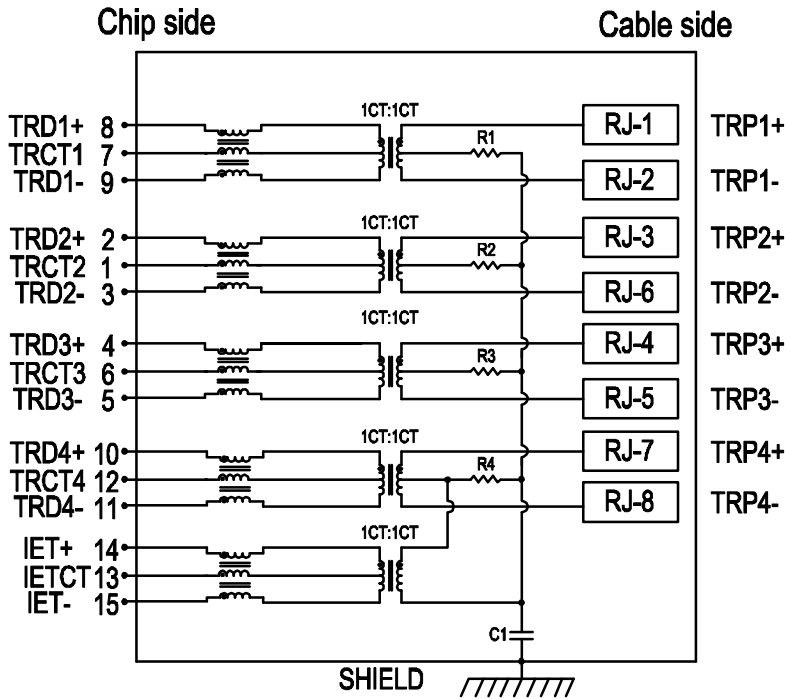 Chip side Cable side
1CT:1CT
TRD1+ 8 RJ-1 TRP1+
R1
TRCT1 7
TRD1- 9 RJ-2 TRP1-
1CT:1CT
TRD2+ 2 RJ-3 TRP2+
R2
TRCT2 1
TRD2- 3 RJ-6 TRP2-
1CT:1CT
TRD3+ 4 RJ-4 TRP3+
R3
TRCT3 6
TRD3- 5 RJ-5 TRP3-
1CT:1CT
TRD4+ 10 RJ-7 TRP4+
R4
TRCT4 12
TRD4- 11 RJ-8 TRP4-
1CT:1CT
IET+ 14
IETCT 13
IET- 15
C1
SHIELD